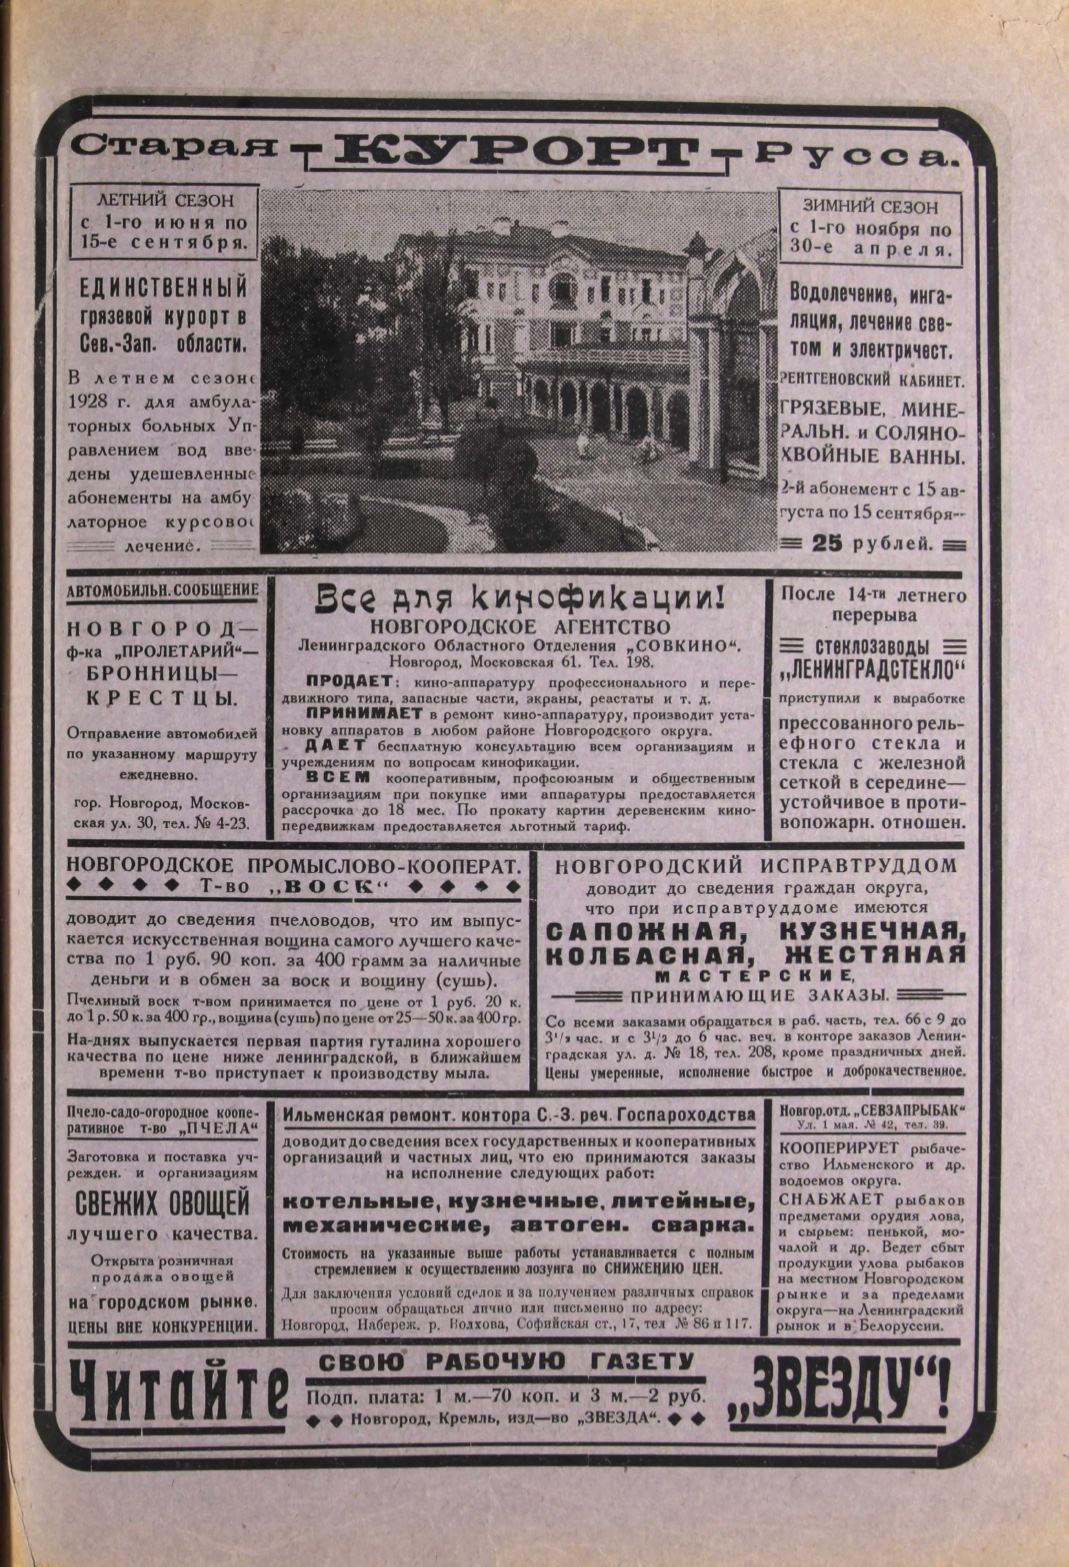 Старая КУРОРТ Русса.
ЛЕТНИЙ СЕЗОН
с 1-го июня по
15-е сентября.
ЕДИНСТВЕННЫЙ
грязевой курорт в
Сев.-Зап. области.
В летнем сезоне
1928 г. для амбула-
торных больных Уп-
равлением вод вве-
дены удешевленные
абонементы на амбу
латорное курсовое
лечение.
ЗИМНИЙ СЕЗОН
с 1-го ноября по
30-е апреля.
Водолечение, инга-
ляция, лечение све-
том и электричест.
РЕНТГЕНОВСКИЙ КАБИНЕТ.
ГРЯЗЕВЫЕ, МИНЕ-
РАЛЬН. и СОЛЯНО-
ХВОЙНЫЕ ВАННЫ.
2-й абонемент с 15 ав-
густа по 15 сентября—
25 рублей.
АВТОМОБИЛЬН. СООБЩЕНИЕ
НОВГОРОД—
ф-ка „ПРОЛЕТАРИЙ“—
БРОННИЦЫ—
КРЕСТЦЫ.
Отправление автомобилей
по указанному маршруту
ежедневно.
гор. Новгород, Москов-
ская ул. 30, тел. № 4-23.
Все для кинофикации!
НОВГОРОДСКОЕ АГЕНТСТВО
Ленинградского Областного Отделения „СОВКИНО“.
Новгород, Московская 61. Тел. 198.
ПРОДАЕТ: кино-аппаратуру профессионального и пере-
движного типа, запасные части, экраны, реастаты и т. д.
ПРИНИМАЕТ в ремонт кино-аппаратуру, производит уста-
новку аппаратов в любом районе Новгородского округа.
ДАЕТ бесплатную консультацию всем организациям и
учреждениям по вопросам кинофикации.
ВСЕМ кооперативным, профсоюзным и общественным
организациям при покупке ими аппаратуры предоставляется
рассрочка до 18 мес. По прокату картин деревенским кино-
передвижкам предоставляется льготный тариф.
После 14-ти летнего
перерыва
стеклозаводы
„ЛЕНИНГРАДСТЕКЛО“
приступили к выработке
прессованного рель-
ефного стекла и
стекла с железной
сеткой в середине—
устойчивое в проти-
вопожарн. отношен.
НОВГОРОДСКОЕ ПРОМЫСЛОВО-КООПЕРАТ.
Т-во „ВОСК“
доводит до сведения пчеловодов, что им выпус-
кается искусственная вощина самого лучшего каче-
ства по 1 руб. 90 коп. за 400 грамм за наличные
деньги и в обмен за воск и вощину (сушь).
Пчелиный воск т-вом принимается по цене от 1 руб. 20 к.
до 1 р. 50 к. за 400 гр., вощина (сушь) по цене от 25—50 к. за 400 гр.
На-днях выпускается первая партия гуталина хорошего
качества по цене ниже ленинградской, в ближайшем
времени т-во приступает к производству мыла.
НОВГОРОДСКИЙ ИСПРАВТРУДДОМ
доводит до сведения граждан округа,
что при исправтруддоме имеются
САПОЖНАЯ, КУЗНЕЧНАЯ,
КОЛБАСНАЯ, ЖЕСТЯНАЯ
МАСТЕРСКИЕ,
ПРИНИМАЮЩИЕ ЗАКАЗЫ.
Со всеми заказами обращаться в раб. часть, тел. 66 с 9 до
3½ час. и с 3½ до 6 час. веч. в конторе заказов Ленин-
градская ул. д. № 18, тел. 208, кроме праздничных дней.
Цены умеренные, исполнение быстрое и доброкачественное.
Пчело-садо-огородное коопе-
ративное т-во „ПЧЕЛА“
Заготовка и поставка уч-
режден. и организациям
СВЕЖИХ ОВОЩЕЙ
лучшего качества.
Открыта розничная
продажа овощей
на городском рынке.
ЦЕНЫ ВНЕ КОНКУРЕНЦИИ.
Ильменская ремонт. контора С.-З. реч. Госпароходства
доводит до сведения всех государственных и кооперативных
организаций и частных лиц, что ею принимаются заказы
на исполнение следующих работ:
котельные, кузнечные, литейные,
механические, автоген. сварка.
Стоимость на указанные выше работы устанавливается с полным
стремлением к осуществлению лозунга по СНИЖЕНИЮ ЦЕН.
Для заключения условий сделок и за получением различных справок
просим обращаться лично или письменно по адресу:
Новгород, Набереж. р. Волхова, Софийская ст., 17, тел № 86 п 117.
Новгор.отд. „СЕВЗАПРЫБАК“
Ул. 1 мая. № 42, тел. 39.
КООПЕРИРУЕТ рыбаче-
ство Ильменского и др.
водоемов округа.
СНАБЖАЕТ рыбаков
предметами орудия лова,
и сырьем: пенькой, мо-
чалой и др. Ведет сбыт
продукции улова рыбаков
на местном Новгородском
рынке и за пределами
округа—на Ленинградский
рынок и в Белоруссии.
Читайте СВОЮ РАБОЧУЮ ГАЗЕТУ „ЗВЕЗДУ“!
Подп. плата: 1 м.—70 коп. и 3 м.—2 руб.
Новгород, Кремль, изд—во „ЗВЕЗДА“.